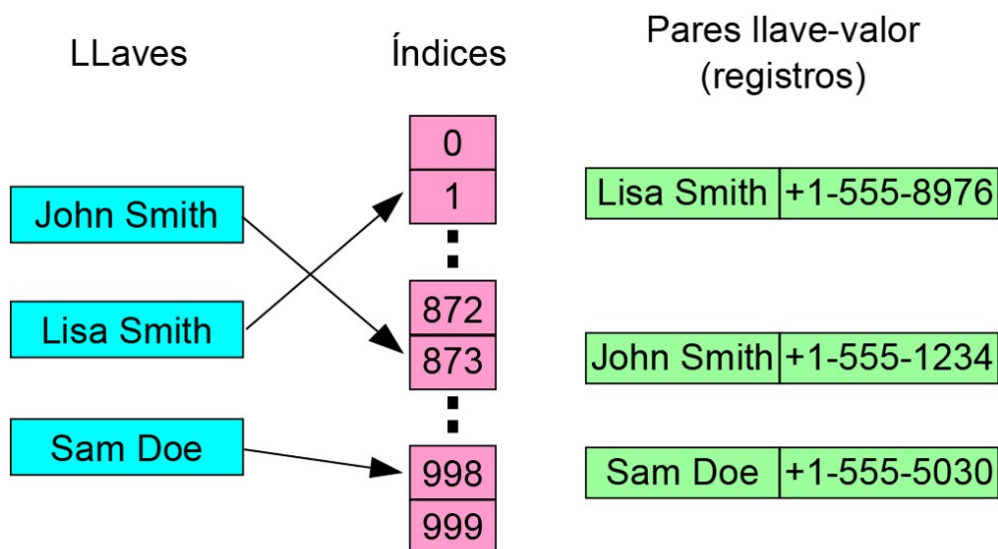 LLaves
Índices
Pares llave-valor
(registros)
John Smith
Lisa Smith
Sam Doe
0
1
872
873
998
999
Lisa Smith +1-555-8976
John Smith +1-555-1234
Sam Doe +1-555-5030